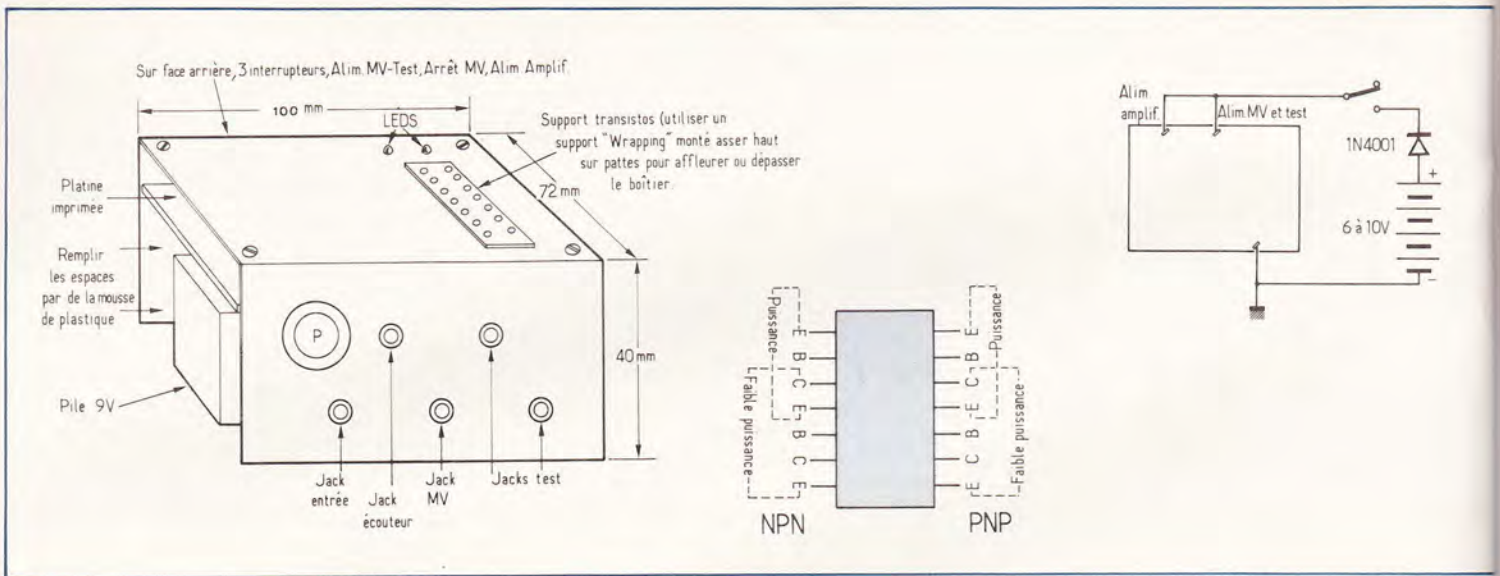 Sur face arrière, 3 interrupteurs, Alim. MV-Test, Arrêt MV, Alim Amplif.
100 mm
LEDS
Support transistos (utiliser un
support "Wrapping" monté asser haut
sur pattes pour affleurer ou dépasser
le boîtier.
72 mm
Platine
imprimée
Remplir
les espaces
par de la mousse
de plastique
Pile 9V
P
40 mm
Jack
entrée
Jack
écouteur
Jack
MV
Jacks test
Puissance
Faible puissance
E
B
C
E
B
C
E
NPN
E
B
C
E
B
C
E
Puissance
Faible puissance
PNP
Alim.
amplif.
Alim. MV et test
1N4001
+
6 à 10V
-